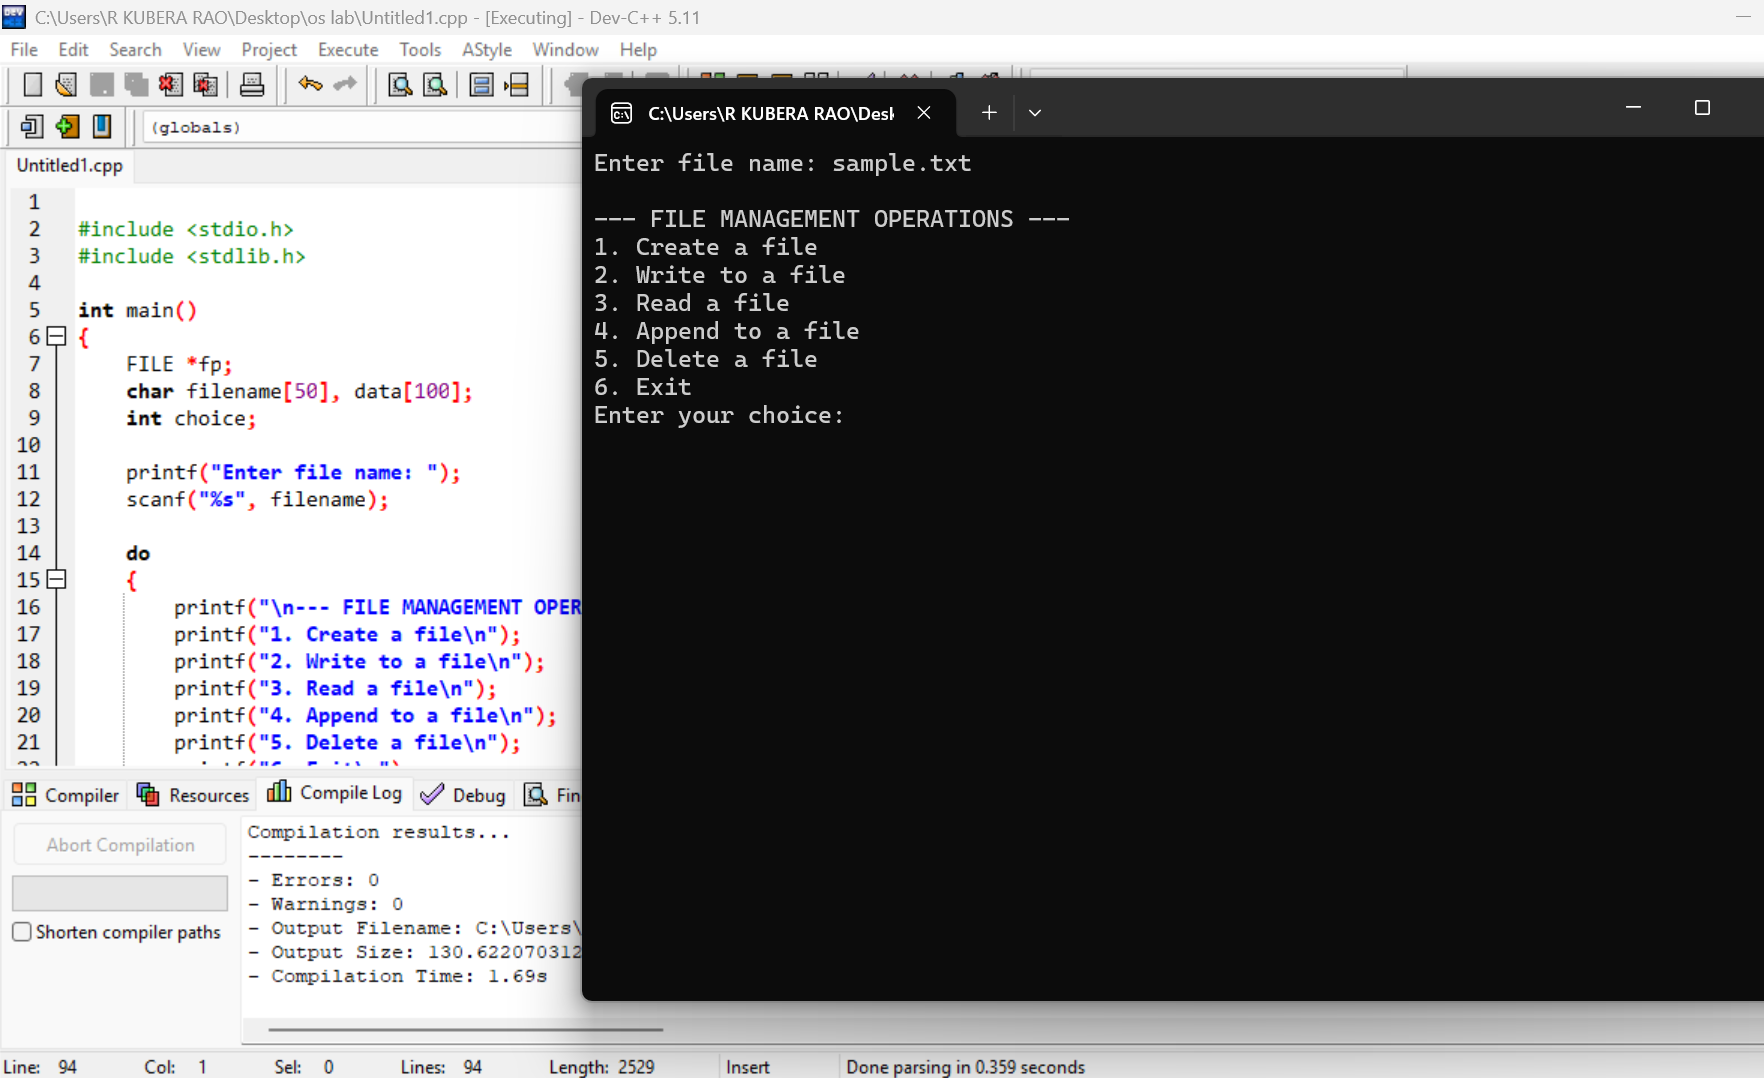 C:\Users\R KUBERA RAO\Desktop\os lab\Untitled1.cpp - [Executing] - Dev-C++ 5.11
File Edit Search View Project Execute Tools AStyle Window Help
(globals)
Untitled1.cpp
1
2 #include <stdio.h>
3 #include <stdlib.h>
4
5 int main()
6 {
7 FILE *fp;
8 char filename[50], data[100];
9 int choice;
10
11 printf("Enter file name: ");
12 scanf("%s", filename);
13
14 do
15 {
16 printf("\n--- FILE MANAGEMENT OPER
17 printf("1. Create a file\n");
18 printf("2. Write to a file\n");
19 printf("3. Read a file\n");
20 printf("4. Append to a file\n");
21 printf("5. Delete a file\n");
C:\Users\R KUBERA RAO\Desk
Enter file name: sample.txt
--- FILE MANAGEMENT OPERATIONS ---
1. Create a file
2. Write to a file
3. Read a file
4. Append to a file
5. Delete a file
6. Exit
Enter your choice:
Compiler Resources Compile Log Debug Fin
Abort Compilation
Shorten compiler paths
Compilation results...
--------
- Errors: 0
- Warnings: 0
- Output Filename: C:\Users\
- Output Size: 130.622070312
- Compilation Time: 1.69s
Line: 94 Col: 1 Sel: 0 Lines: 94 Length: 2529 Insert Done parsing in 0.359 seconds